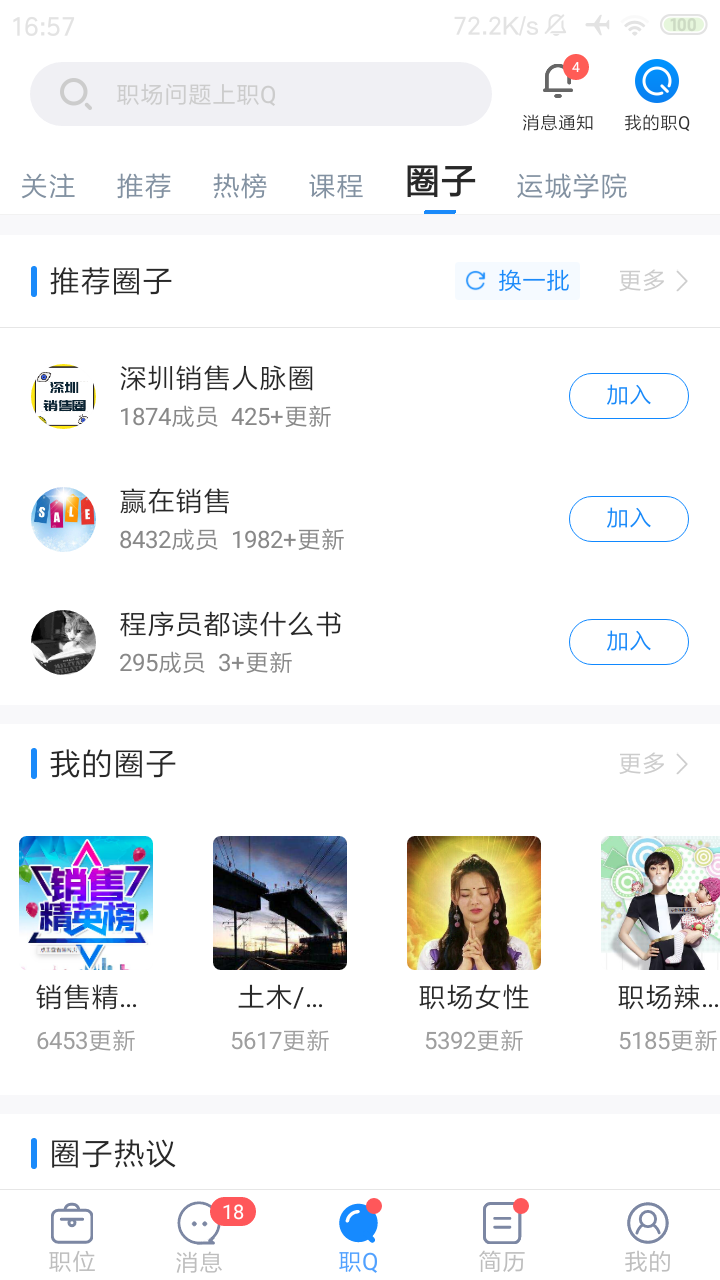 16:57
72.2K/s
100
职场问题上职Q
4
消息通知
我的职Q
关注
推荐
热榜
课程
圈子
运城学院
推荐圈子
换一批
更多
深圳
销售圈
深圳销售人脉圈
1874成员 425+更新
加入
SALE
赢在销售
8432成员 1982+更新
加入
程序员都读什么书
295成员 3+更新
加入
我的圈子
更多
销售
精英榜
销售精...
土木/...
职场女性
职场辣...
6453更新
5617更新
5392更新
5185更新
圈子热议
18
职位
消息
职Q
简历
我的